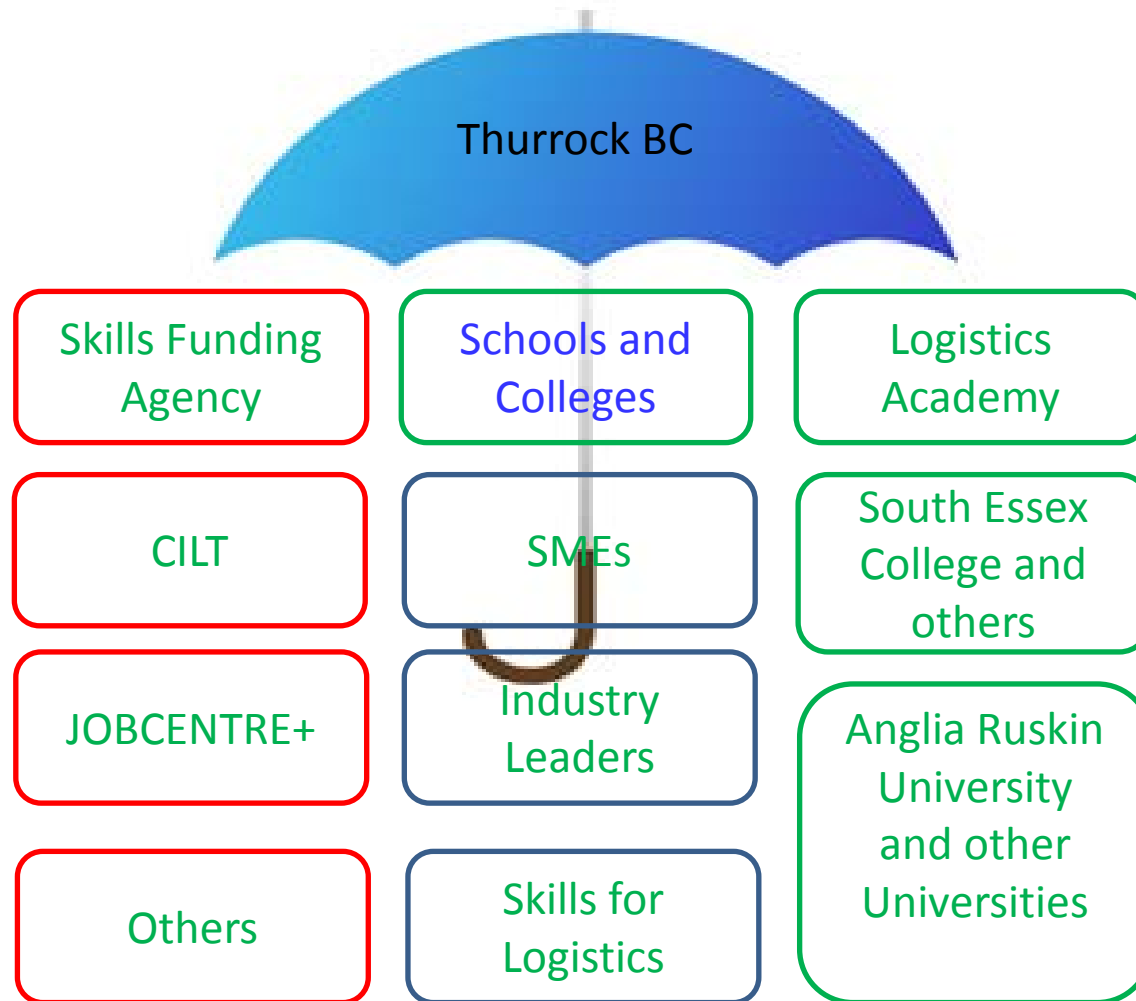 Thurrock BC
Skills Funding
Agency
Schools and
Colleges
Logistics
Academy
CILT
SMEs
South Essex
College and
others
JOBCENTRE+
Industry
Leaders
Anglia Ruskin
University
and other
Universities
Others
Skills for
Logistics